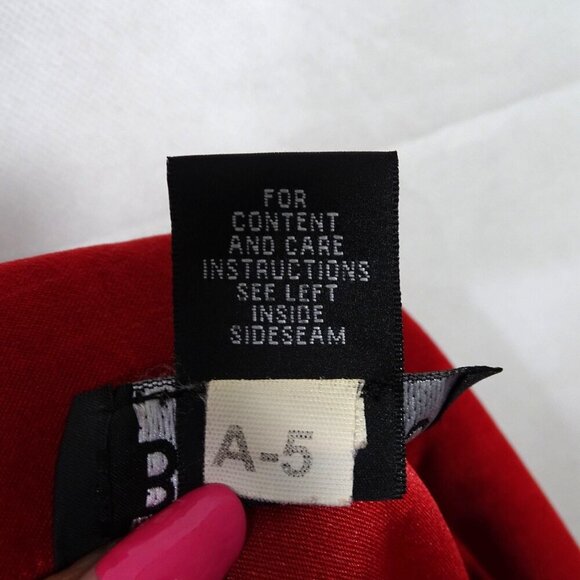 FOR
CONTENT
AND CARE
INSTRUCTIONS
SEE LEFT
INSIDE
SIDESEAM
A-5